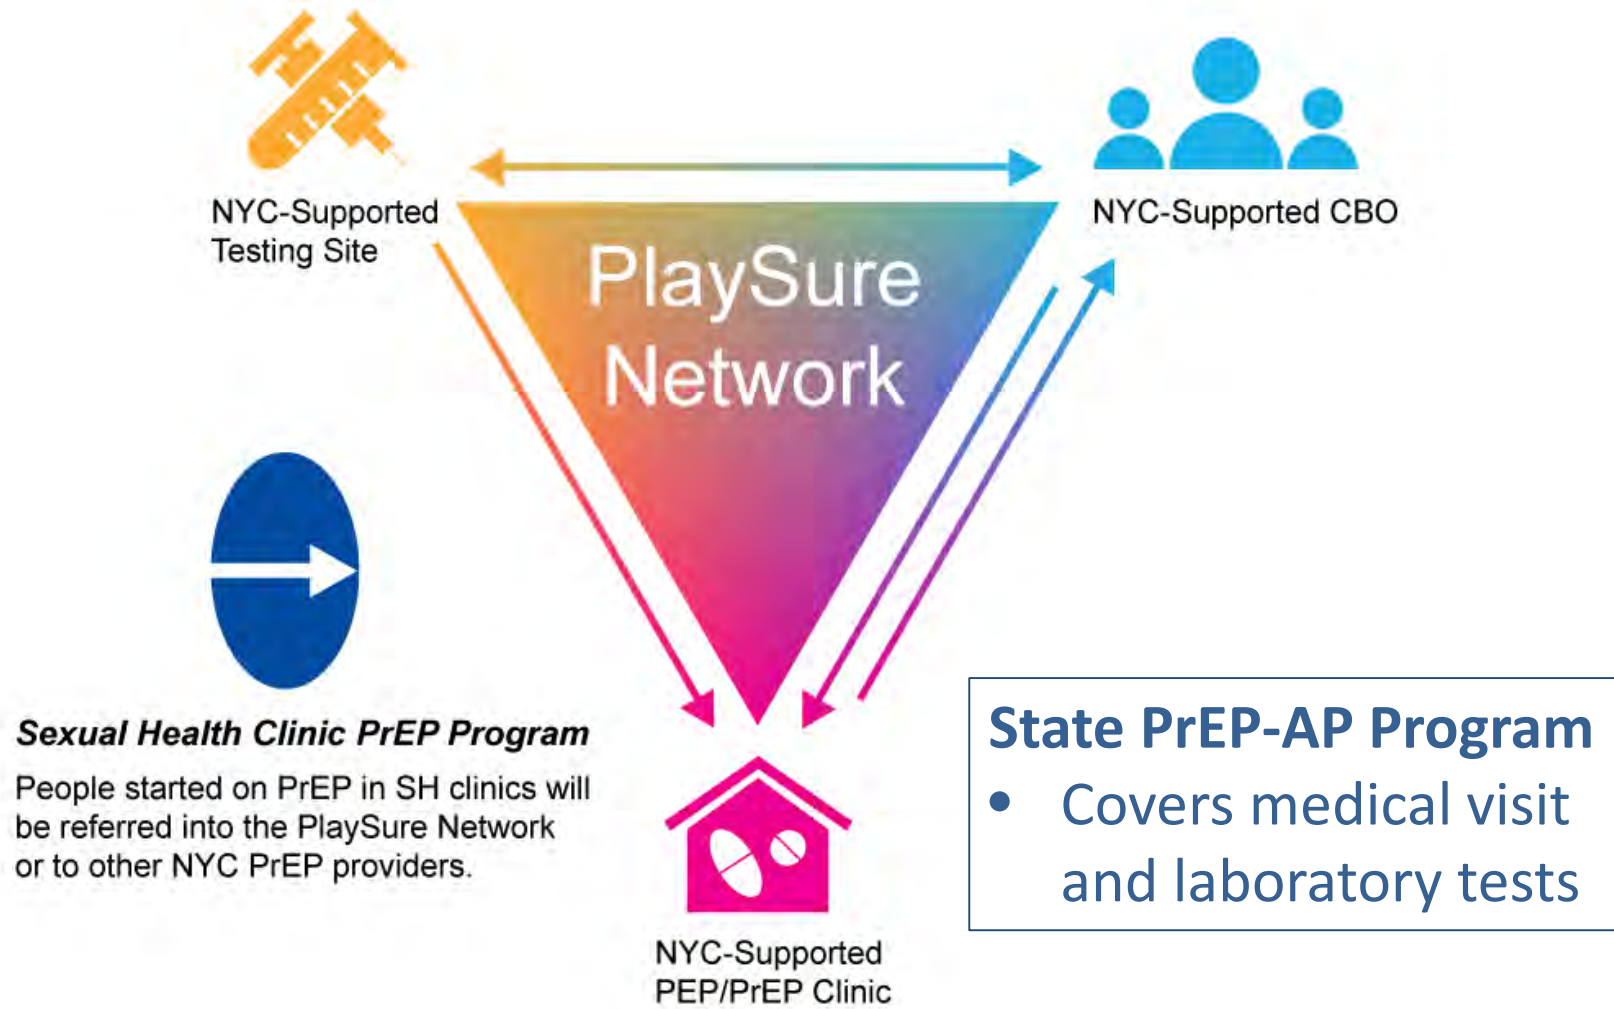 NYC-Supported
Testing Site
NYC-Supported CBO
PlaySure
Network
Sexual Health Clinic PrEP Program
People started on PrEP in SH clinics will
be referred into the PlaySure Network
or to other NYC PrEP providers.
State PrEP-AP Program
• Covers medical visit
and laboratory tests
NYC-Supported
PEP/PrEP Clinic